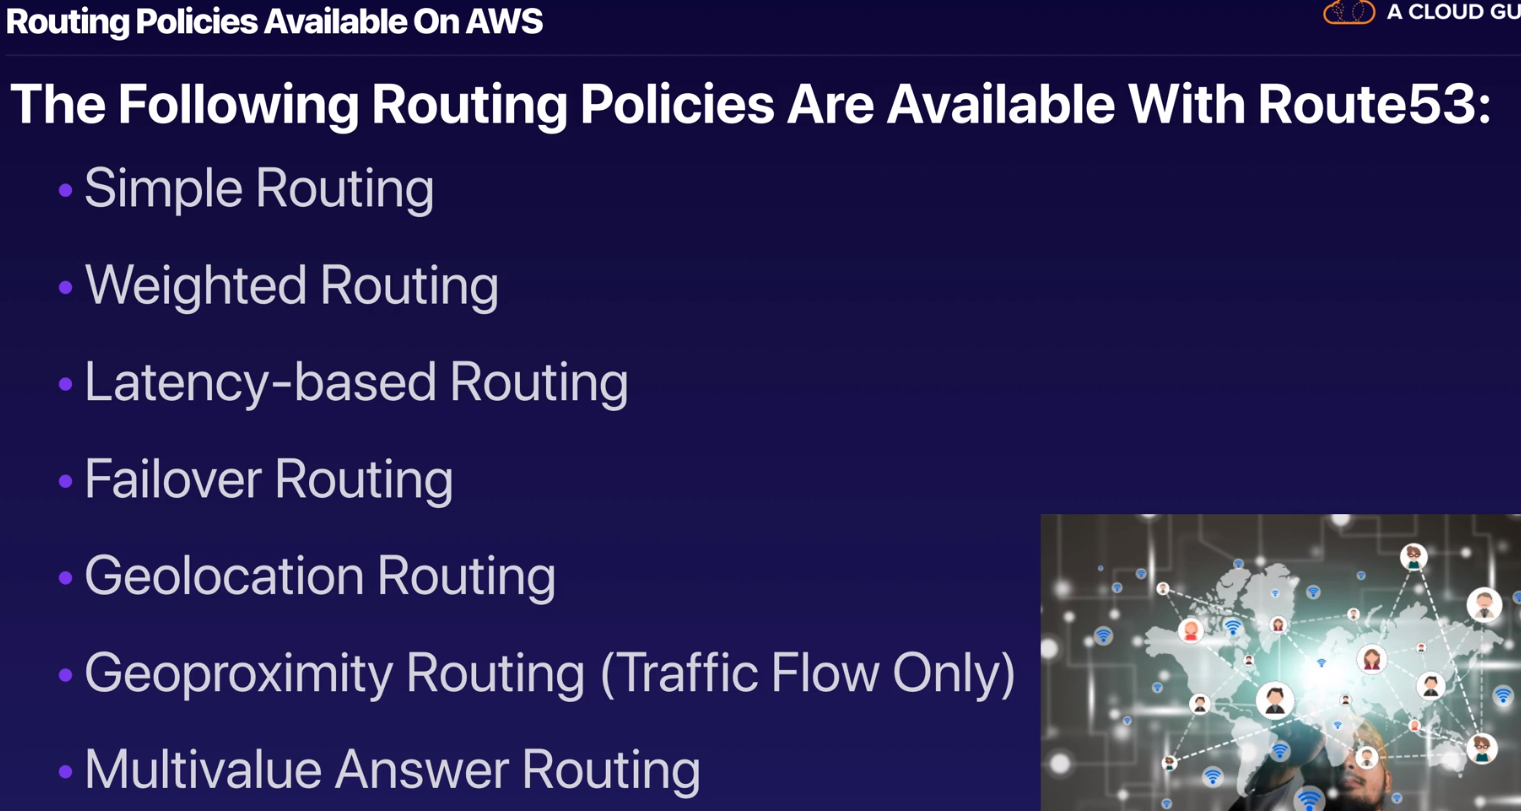 Routing Policies Available On AWS
A CLOUD GU
The Following Routing Policies Are Available With Route53:
• Simple Routing
• Weighted Routing
• Latency-based Routing
• Failover Routing
• Geolocation Routing
• Geoproximity Routing (Traffic Flow Only)
• Multivalue Answer Routing